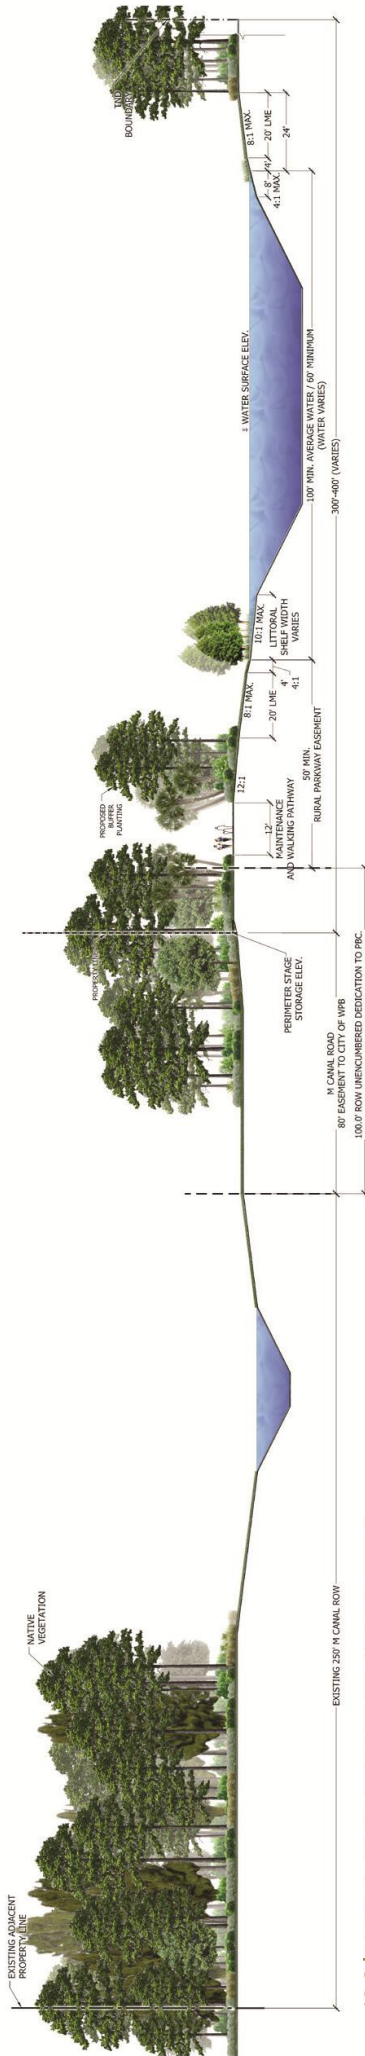 EXISTING ADJACENT
PROPERTY LINE
NATIVE
VEGETATION
PROPERTY LINE
PROPOSED
BUFFER
PLANTING
TND
BOUNDARY
PERIMETER STAGE
STORAGE ELEV.
12'
MAINTENANCE
AND WALKING PATHWAY
12:1
8:1 MAX.
20' LME
4'
4:1
10:1 MAX.
LITTORAL
SHELF WIDTH
VARIES
WATER SURFACE ELEV.
8'
4:1 MAX.
4'
8:1 MAX.
20' LME
24'
50' MIN.
RURAL PARKWAY EASEMENT
100' MIN. AVERAGE WATER / 60' MINIMUM
(WATER VARIES)
300'-400' (VARIES)
EXISTING 250' M CANAL ROW
M CANAL ROAD
80' EASEMENT TO CITY OF WPB
100.0' ROW UNENCUMBERED DEDICATION TO PBC.